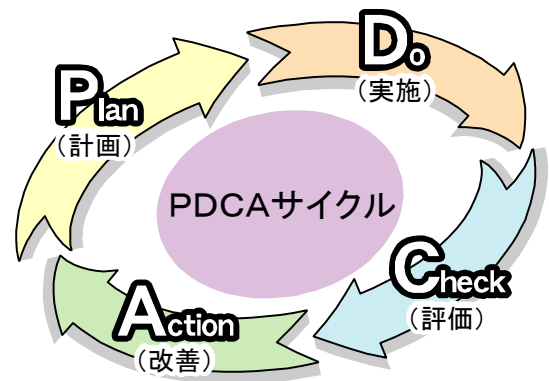 Plan
（計画）
Do
（実施）
PDCAサイクル
Check
（評価）
Action
（改善）